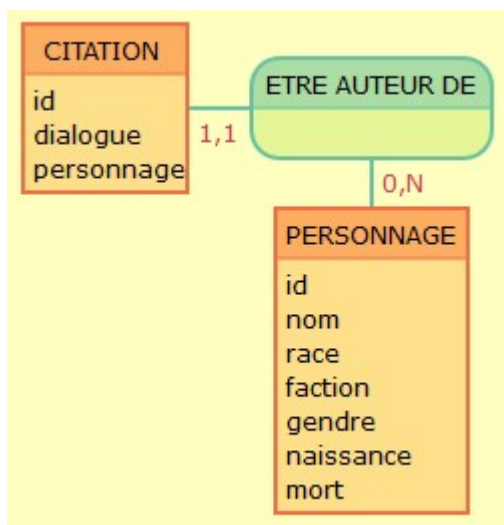 CITATION
id
dialogue
personnage
1,1
ETRE AUTEUR DE
0,N
PERSONNAGE
id
nom
race
faction
gendre
naissance
mort